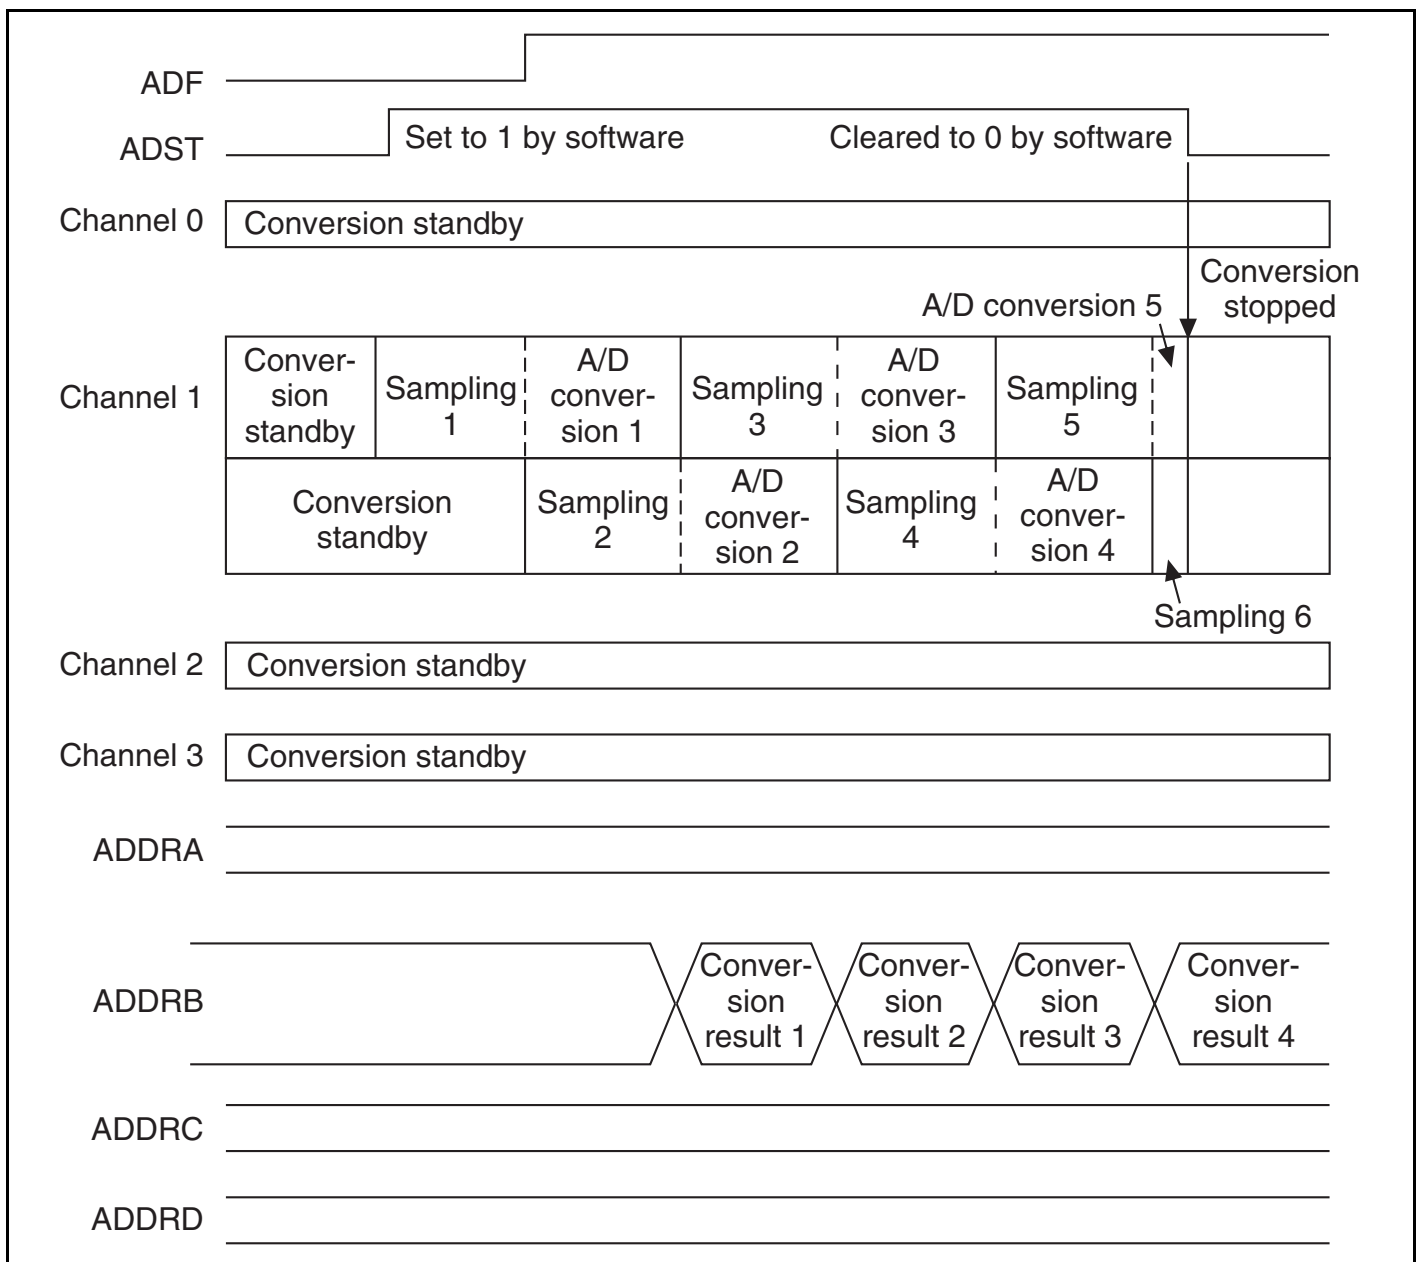 ADF
ADST
Set to 1 by software
Cleared to 0 by software
Channel 0
Conversion standby
Conversion
stopped
A/D conversion 5
Channel 1
Conver-
sion
standby
Sampling
1
A/D
conver-
sion 1
Sampling
3
A/D
conver-
sion 3
Sampling
5
Conversion
standby
Sampling
2
A/D
conver-
sion 2
Sampling
4
A/D
conver-
sion 4
Sampling 6
Channel 2
Conversion standby
Channel 3
Conversion standby
ADDRA
ADDRB
Conver-
sion
result 1
Conver-
sion
result 2
Conver-
sion
result 3
Conver-
sion
result 4
ADDRC
ADDRD